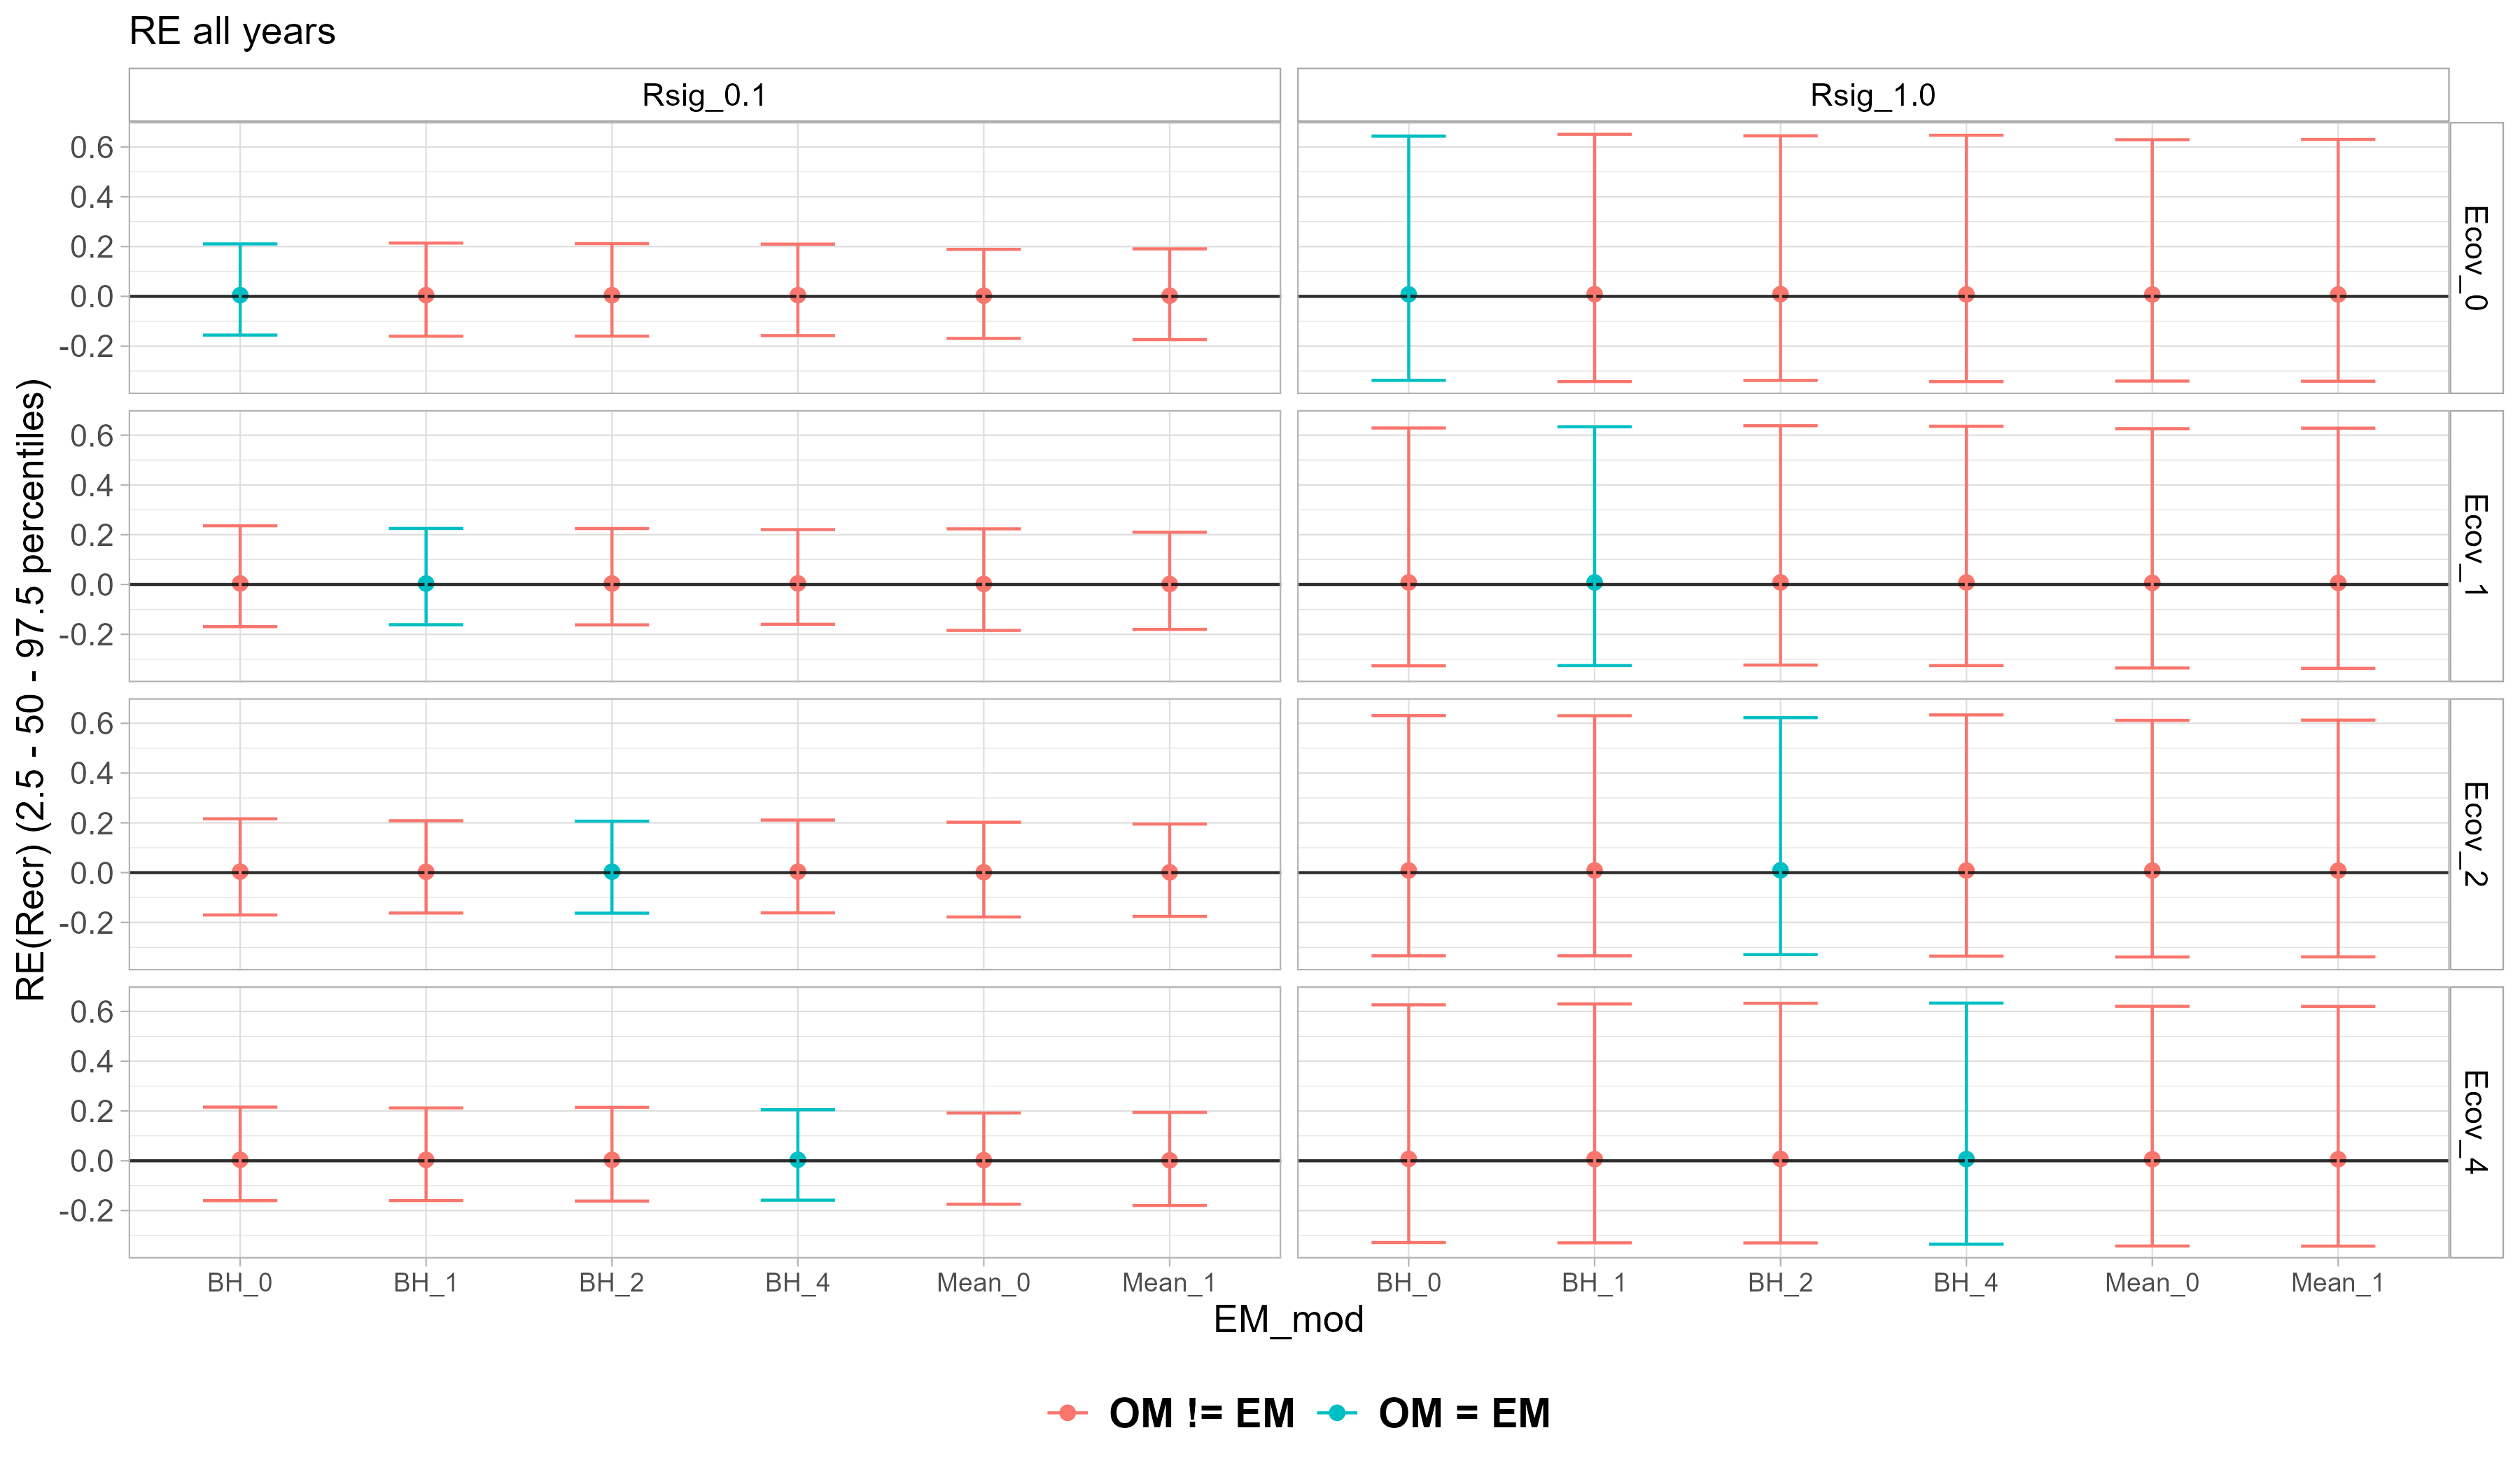 RE all years
Rsig_0.1
Rsig_1.0
RE(Recr) (2.5 - 50 - 97.5 percentiles)
0.6
0.4
0.2
0.0
-0.2
Ecov_0
0.6
0.4
0.2
0.0
-0.2
Ecov_1
0.6
0.4
0.2
0.0
-0.2
Ecov_2
0.6
0.4
0.2
0.0
-0.2
Ecov_4
BH_0 BH_1 BH_2 BH_4 Mean_0 Mean_1
BH_0 BH_1 BH_2 BH_4 Mean_0 Mean_1
EM_mod
OM != EM OM = EM